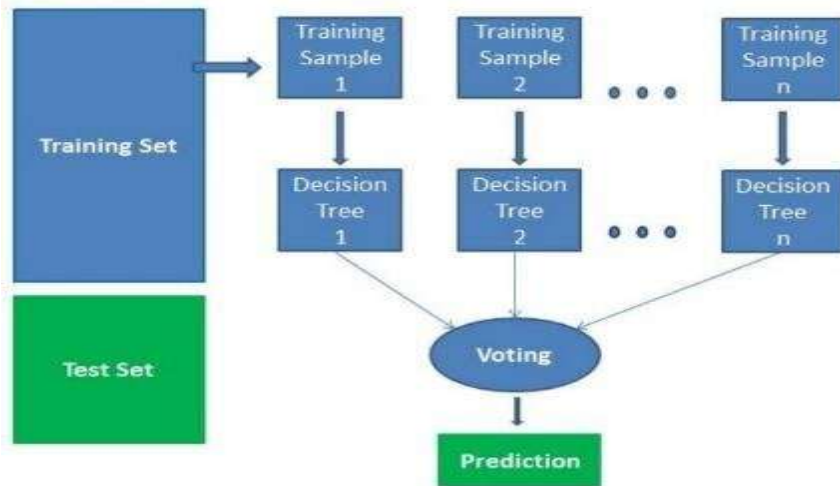 Training Set
Test Set
Training
Sample
1
Training
Sample
2
Training
Sample
n
Decision
Tree
1
Decision
Tree
2
Decision
Tree
n
Voting
Prediction